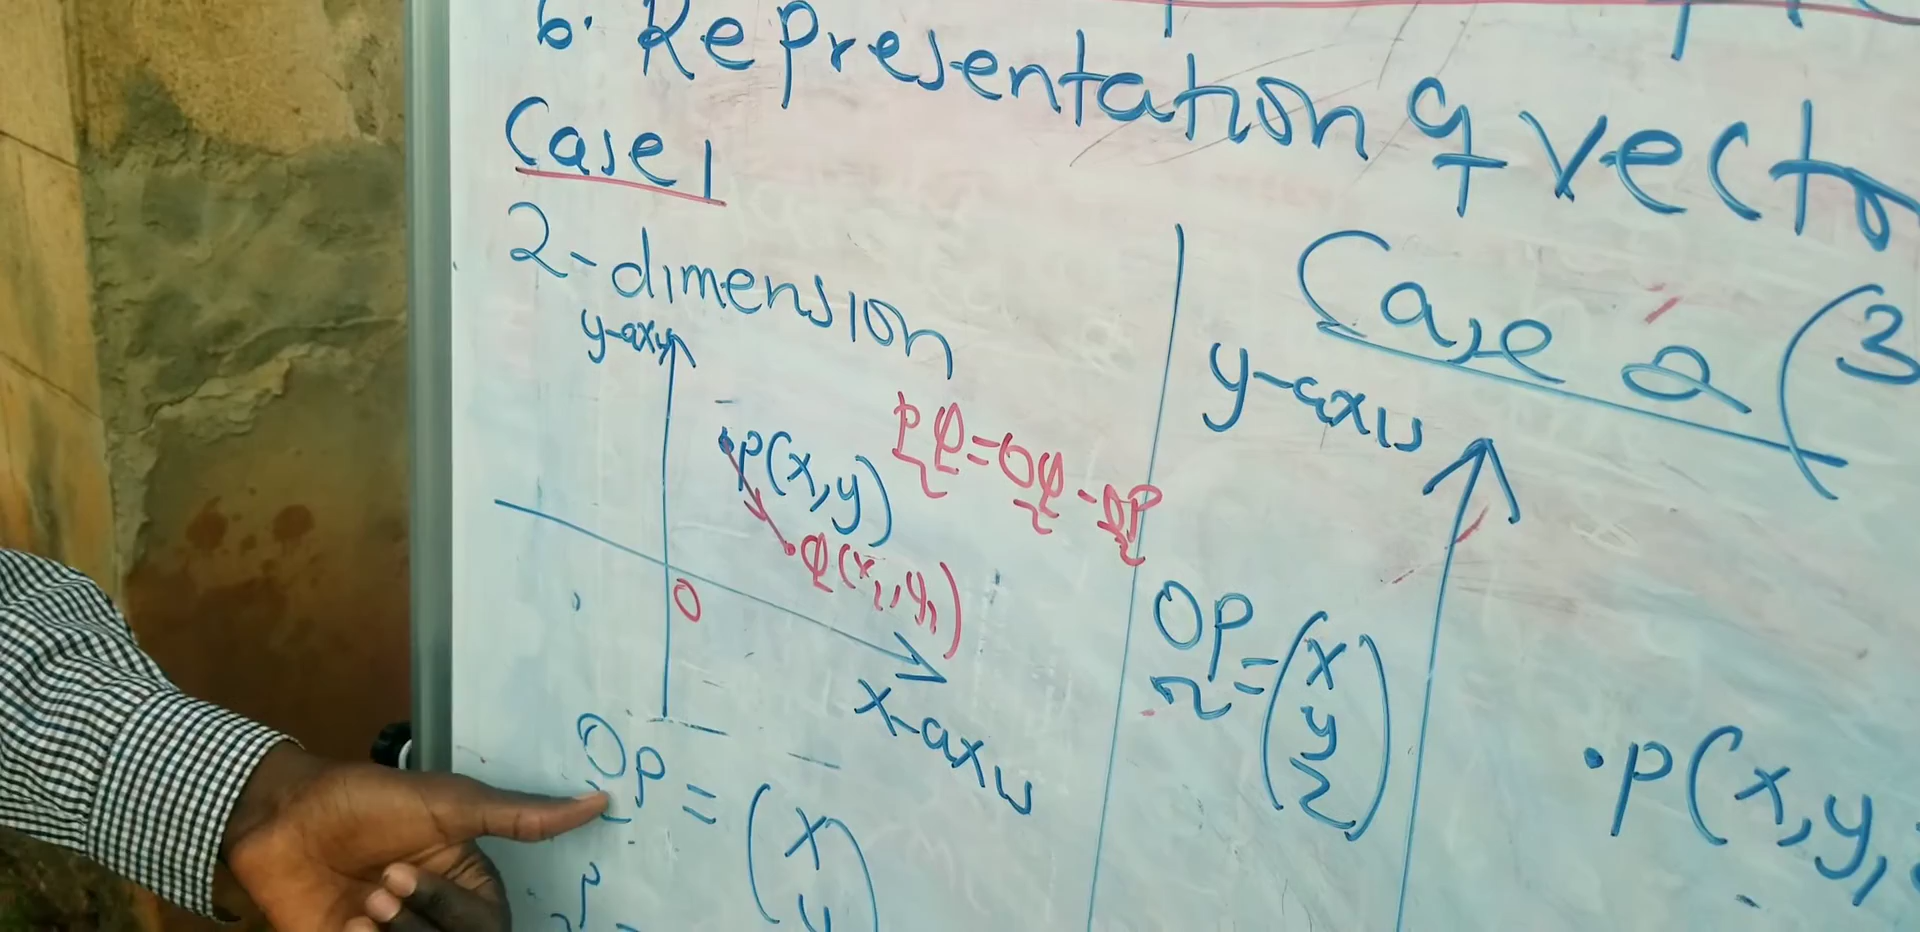 6. Representation of vecto
Case 1
2-dimension
y-axis
P(x,y)
PQ=OQ-OP
Q(x1,y1)
O
x-axis
OP = (x
y
P
Case 2 (3
y-axis
OP = (x
y
z)
P(x,y,